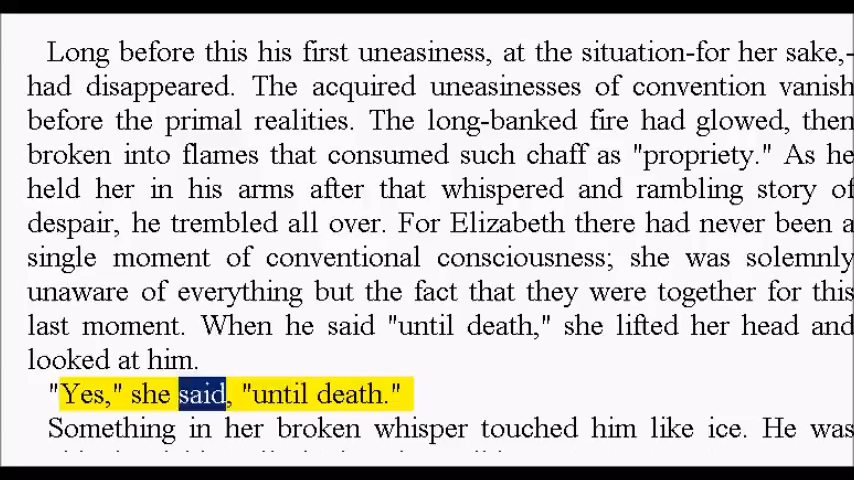 Long before this his first uneasiness, at the situation-for her sake,-
had disappeared. The acquired uneasinesses of convention vanish
before the primal realities. The long-banked fire had glowed, then
broken into flames that consumed such chaff as "propriety." As he
held her in his arms after that whispered and rambling story of
despair, he trembled all over. For Elizabeth there had never been a
single moment of conventional consciousness; she was solemnly
unaware of everything but the fact that they were together for this
last moment. When he said "until death," she lifted her head and
looked at him.
"Yes," she said, "until death."
Something in her broken whisper touched him like ice. He was